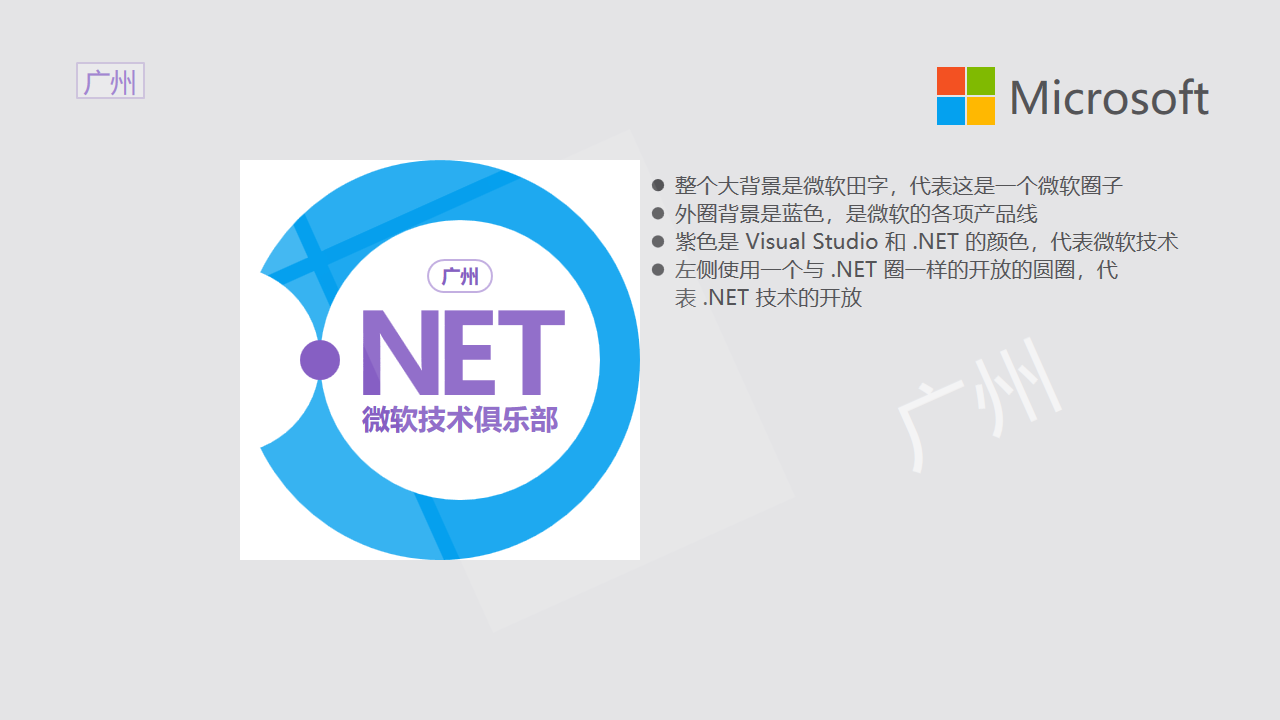 广州
Microsoft
整个大背景是微软田字，代表这是一个微软圈子
外圈背景是蓝色，是微软的各项产品线
紫色是 Visual Studio 和 .NET 的颜色，代表微软技术
左侧使用一个与 .NET 圈一样的开放的圆圈，代
表 .NET 技术的开放
广州
.NET
微软技术俱乐部
广州